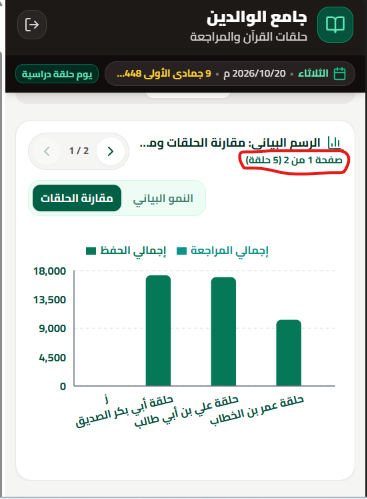 جامع الوالدين
حلقات القرآن والمراجعة
الثلاثاء • 2026/10/20 م • 9 جمادى الأولى 448...
يوم حلقة دراسية
الرسم البياني: مقارنة الحلقات وم...
صفحة 1 من 2 (5 حلقة)
1 / 2
النمو البياني
مقارنة الحلقات
إجمالي المراجعة
إجمالي الحفظ
18,000
13,500
9,000
4,500
0
ز
حلقة أبي بكر الصديق
حلقة علي بن أبي طالب
حلقة عمر بن الخطاب